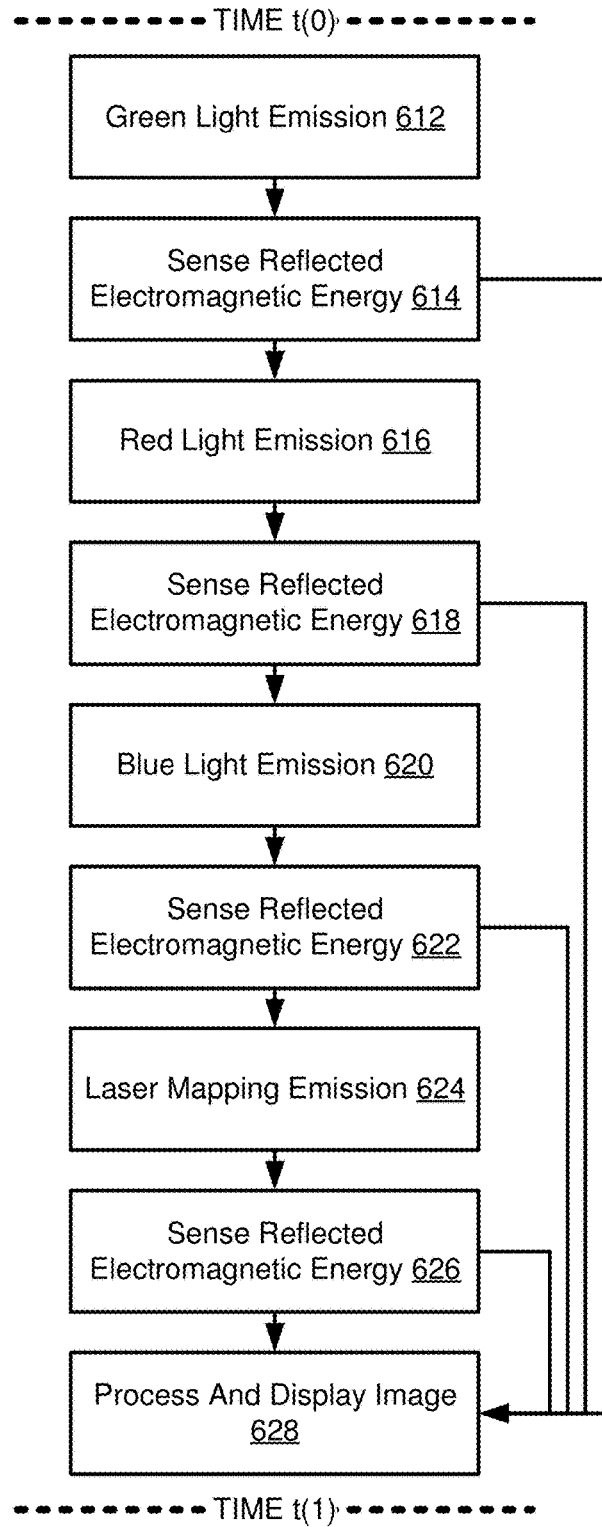 TIME t(0)
Green Light Emission 612
Sense Reflected
Electromagnetic Energy 614
Red Light Emission 616
Sense Reflected
Electromagnetic Energy 618
Blue Light Emission 620
Sense Reflected
Electromagnetic Energy 622
Laser Mapping Emission 624
Sense Reflected
Electromagnetic Energy 626
Process And Display Image
628
TIME t(1)